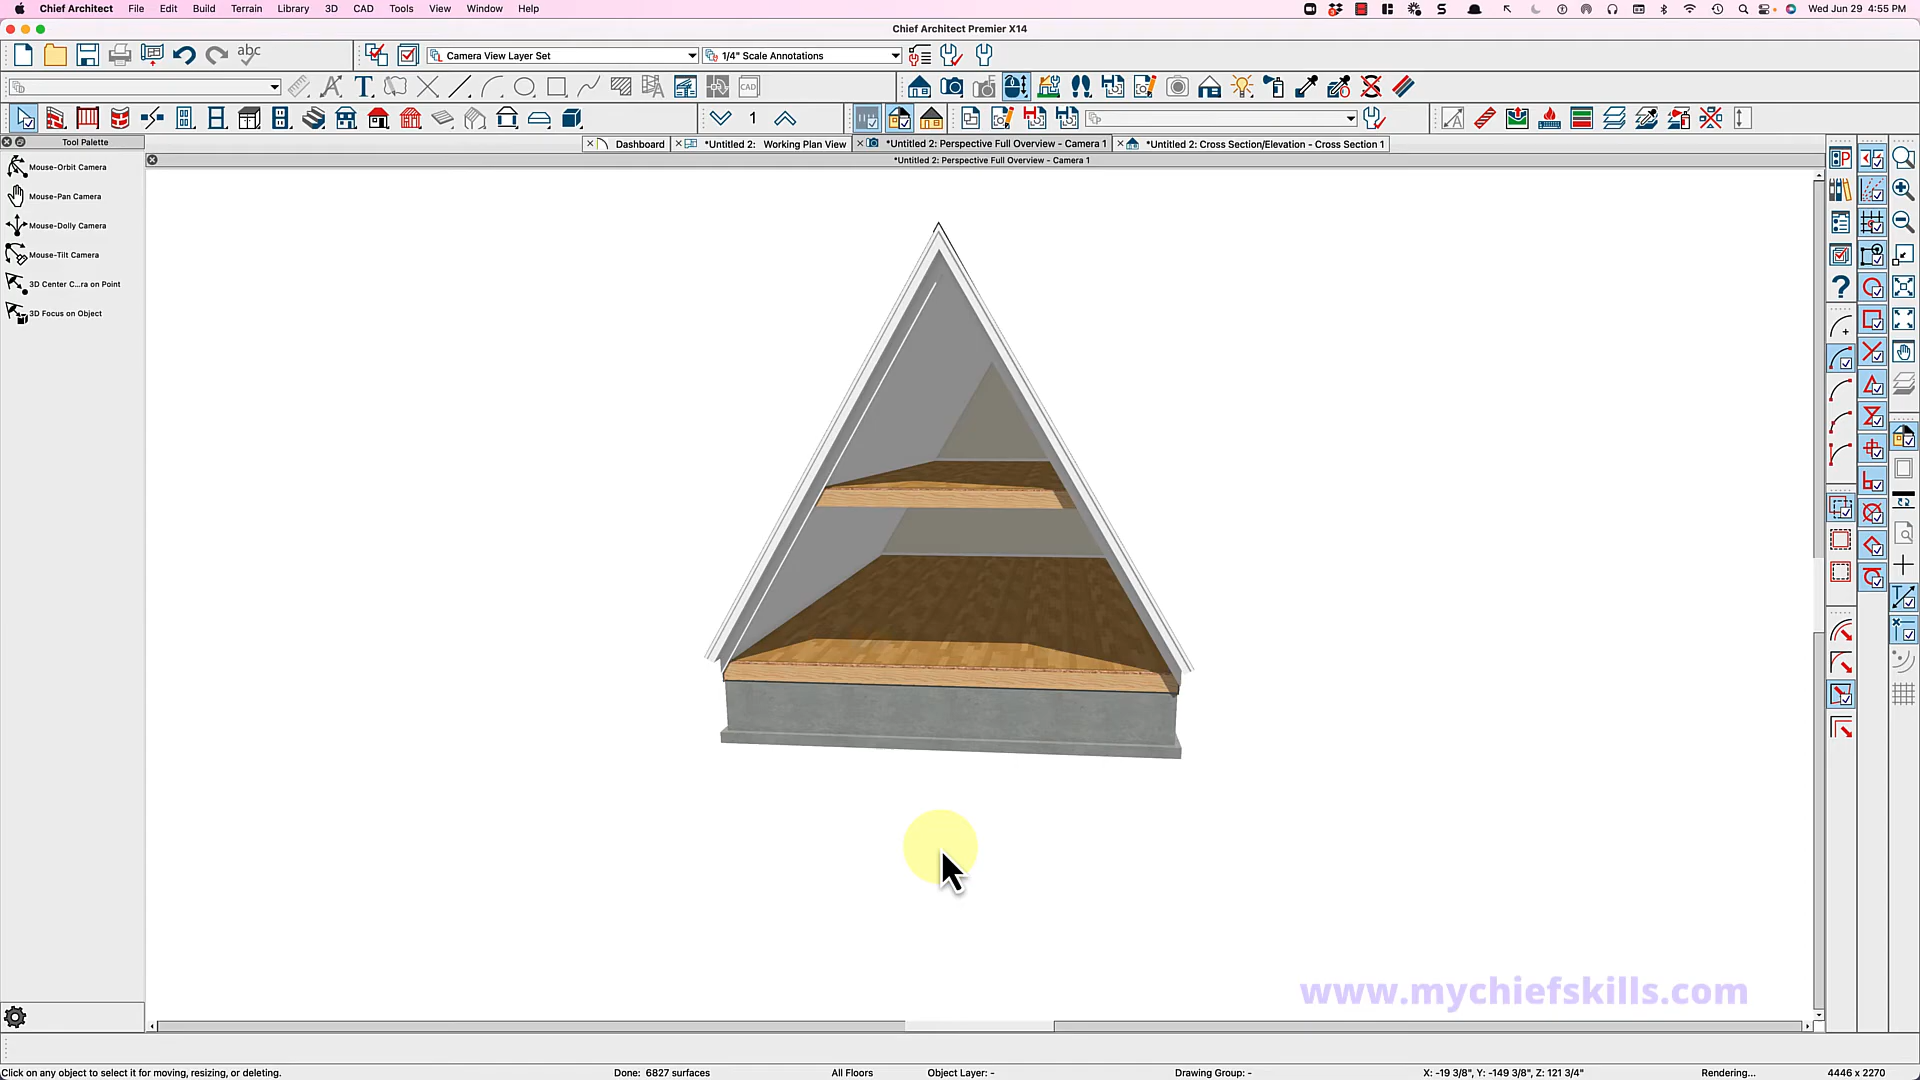 Chief Architect File Edit Build Terrain Library 3D CAD Tools View Window Help
Wed Jun 29 4:55 PM
Chief Architect Premier X14
abc
Camera View Layer Set
1/4" Scale Annotations
CAD
1
Tool Palette
Dashboard
*Untitled 2: Working Plan View
*Untitled 2: Perspective Full Overview - Camera 1
*Untitled 2: Cross Section/Elevation - Cross Section 1
*Untitled 2: Perspective Full Overview - Camera 1
Mouse-Orbit Camera
Mouse-Pan Camera
Mouse-Dolly Camera
Mouse-Tilt Camera
3D Center C...ra on Point
3D Focus on Object
www.mychiefskills.com
Click on any object to select it for moving, resizing, or deleting.
Done: 6827 surfaces
All Floors
Object Layer: -
Drawing Group: -
X: -19 3/8", Y: -149 3/8", Z: 121 3/4"
Rendering...
4446 x 2270